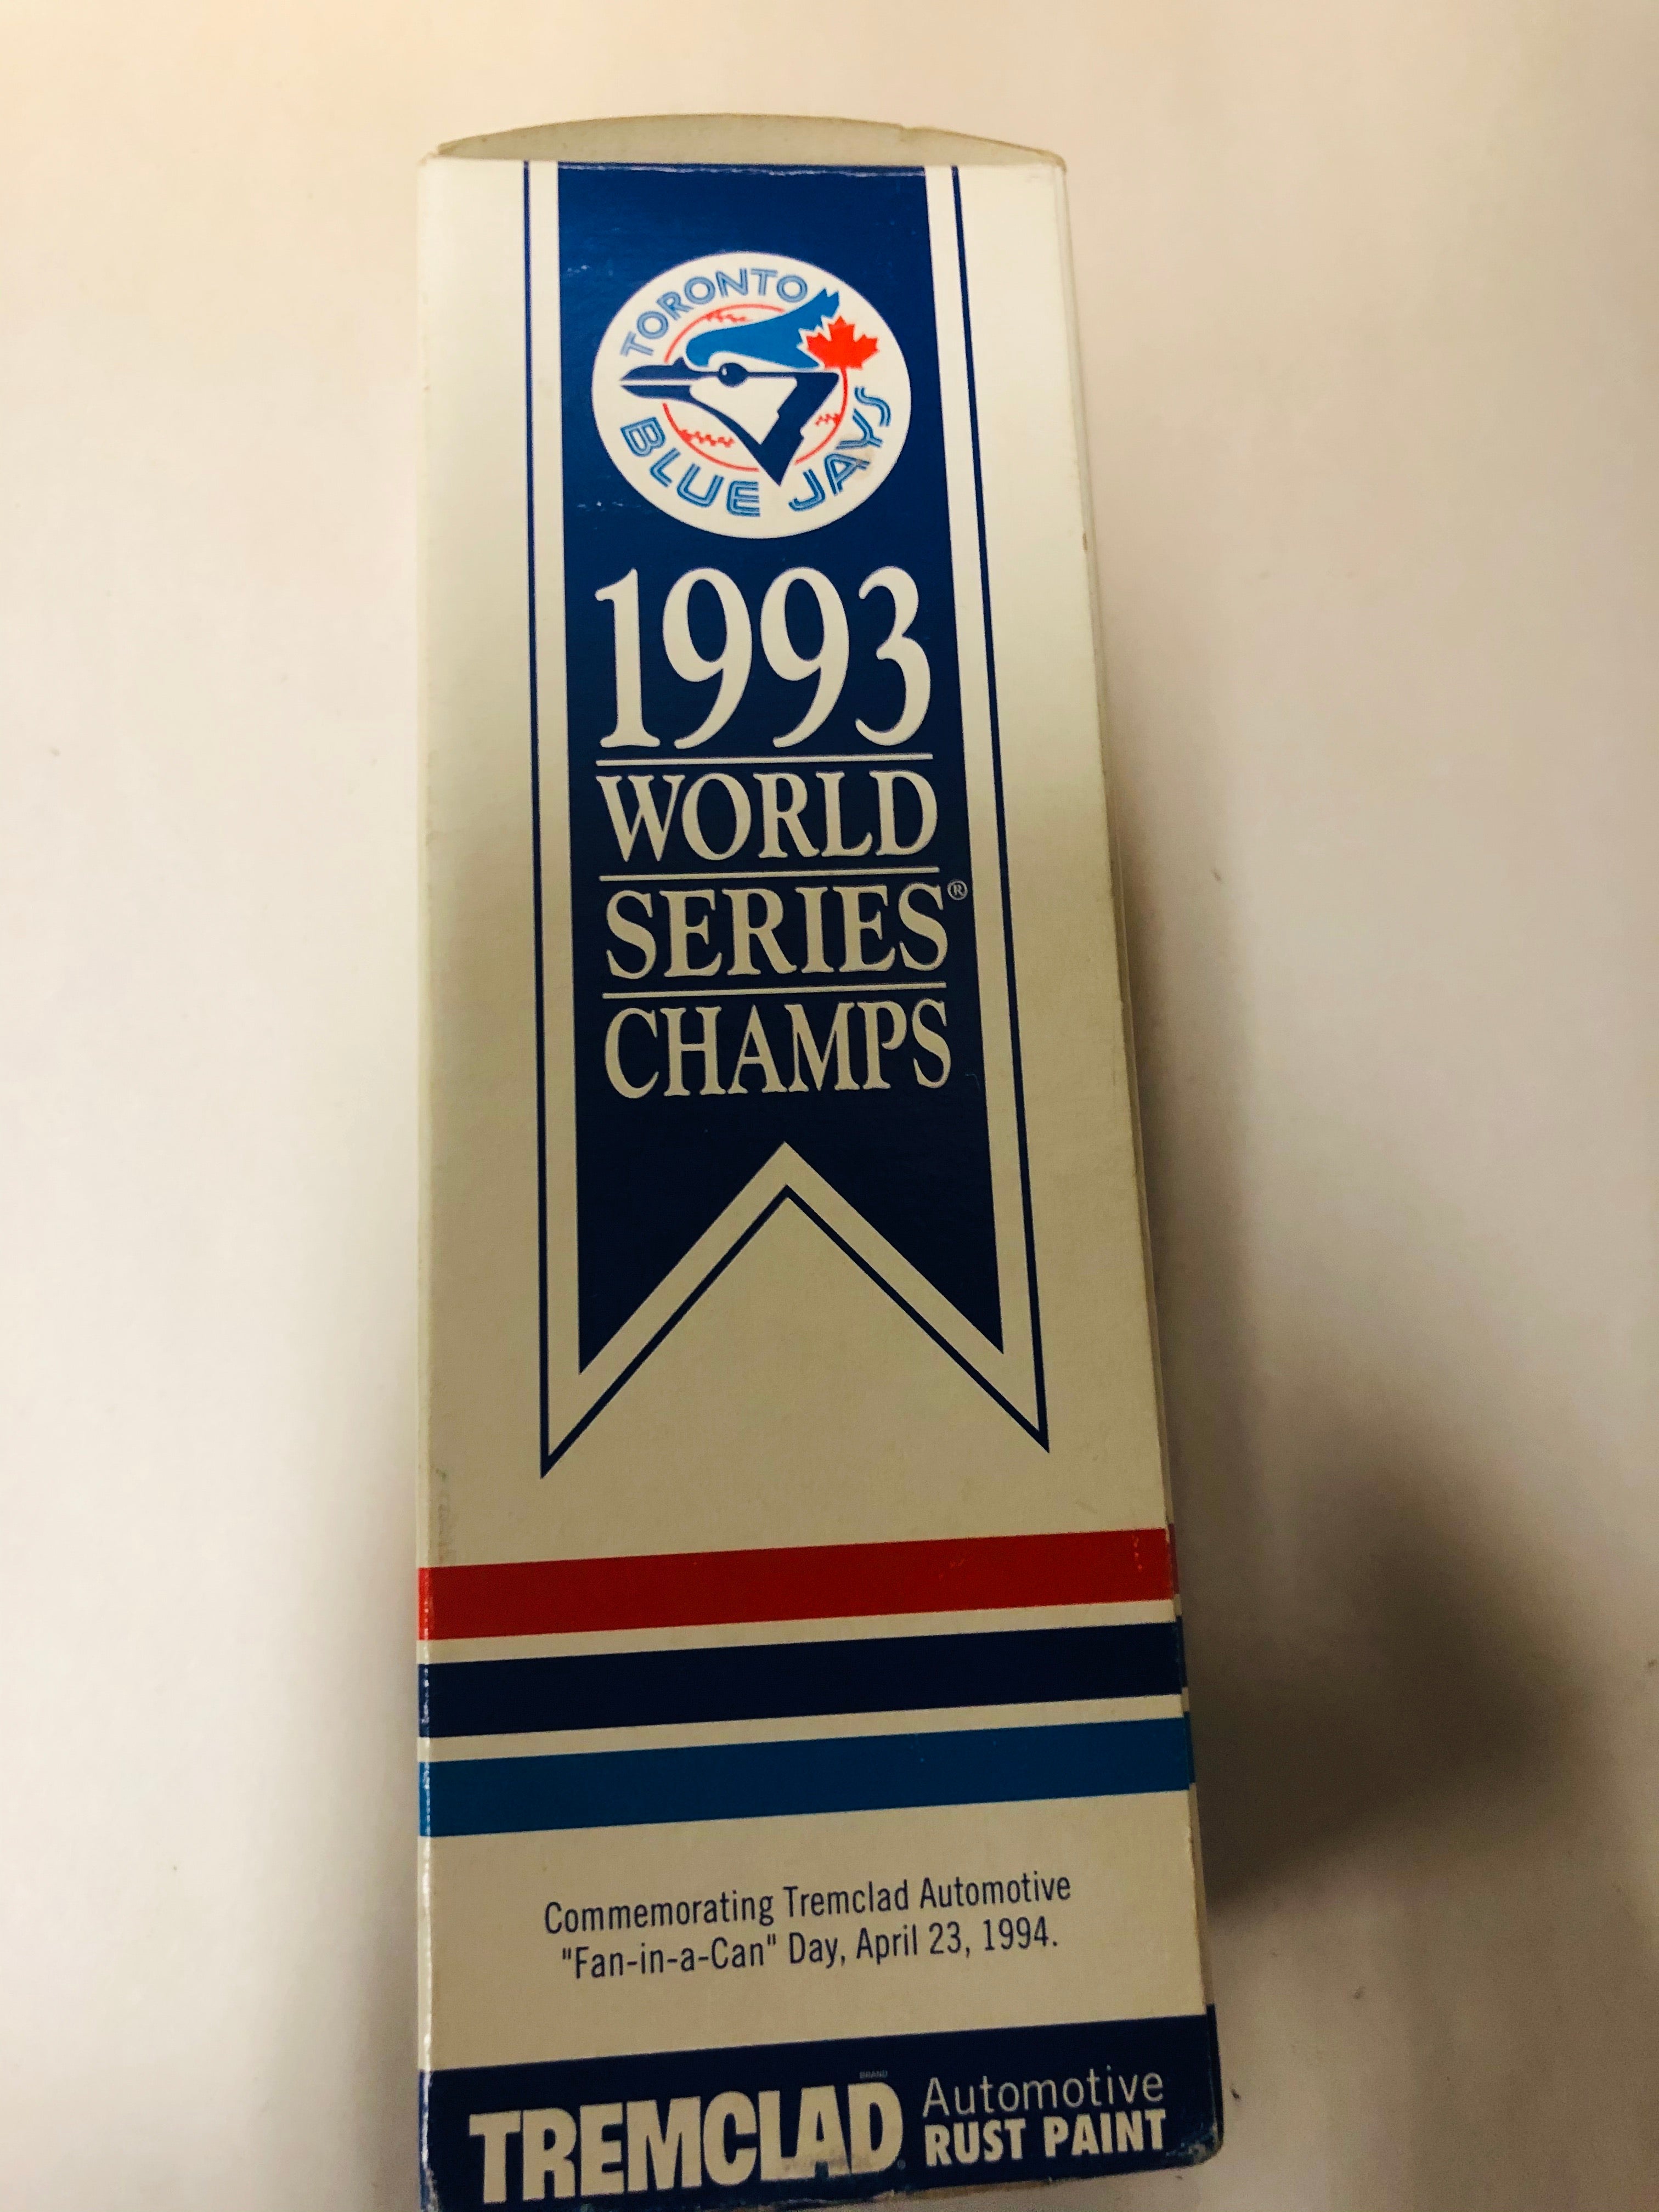 TORONTO
BLUE JAYS
1993
WORLD
SERIES®
CHAMPS
Commemorating Tremclad Automotive
"Fan-in-a-Can" Day, April 23, 1994.
BRAND
TREMCLAD® Automotive
RUST PAINT